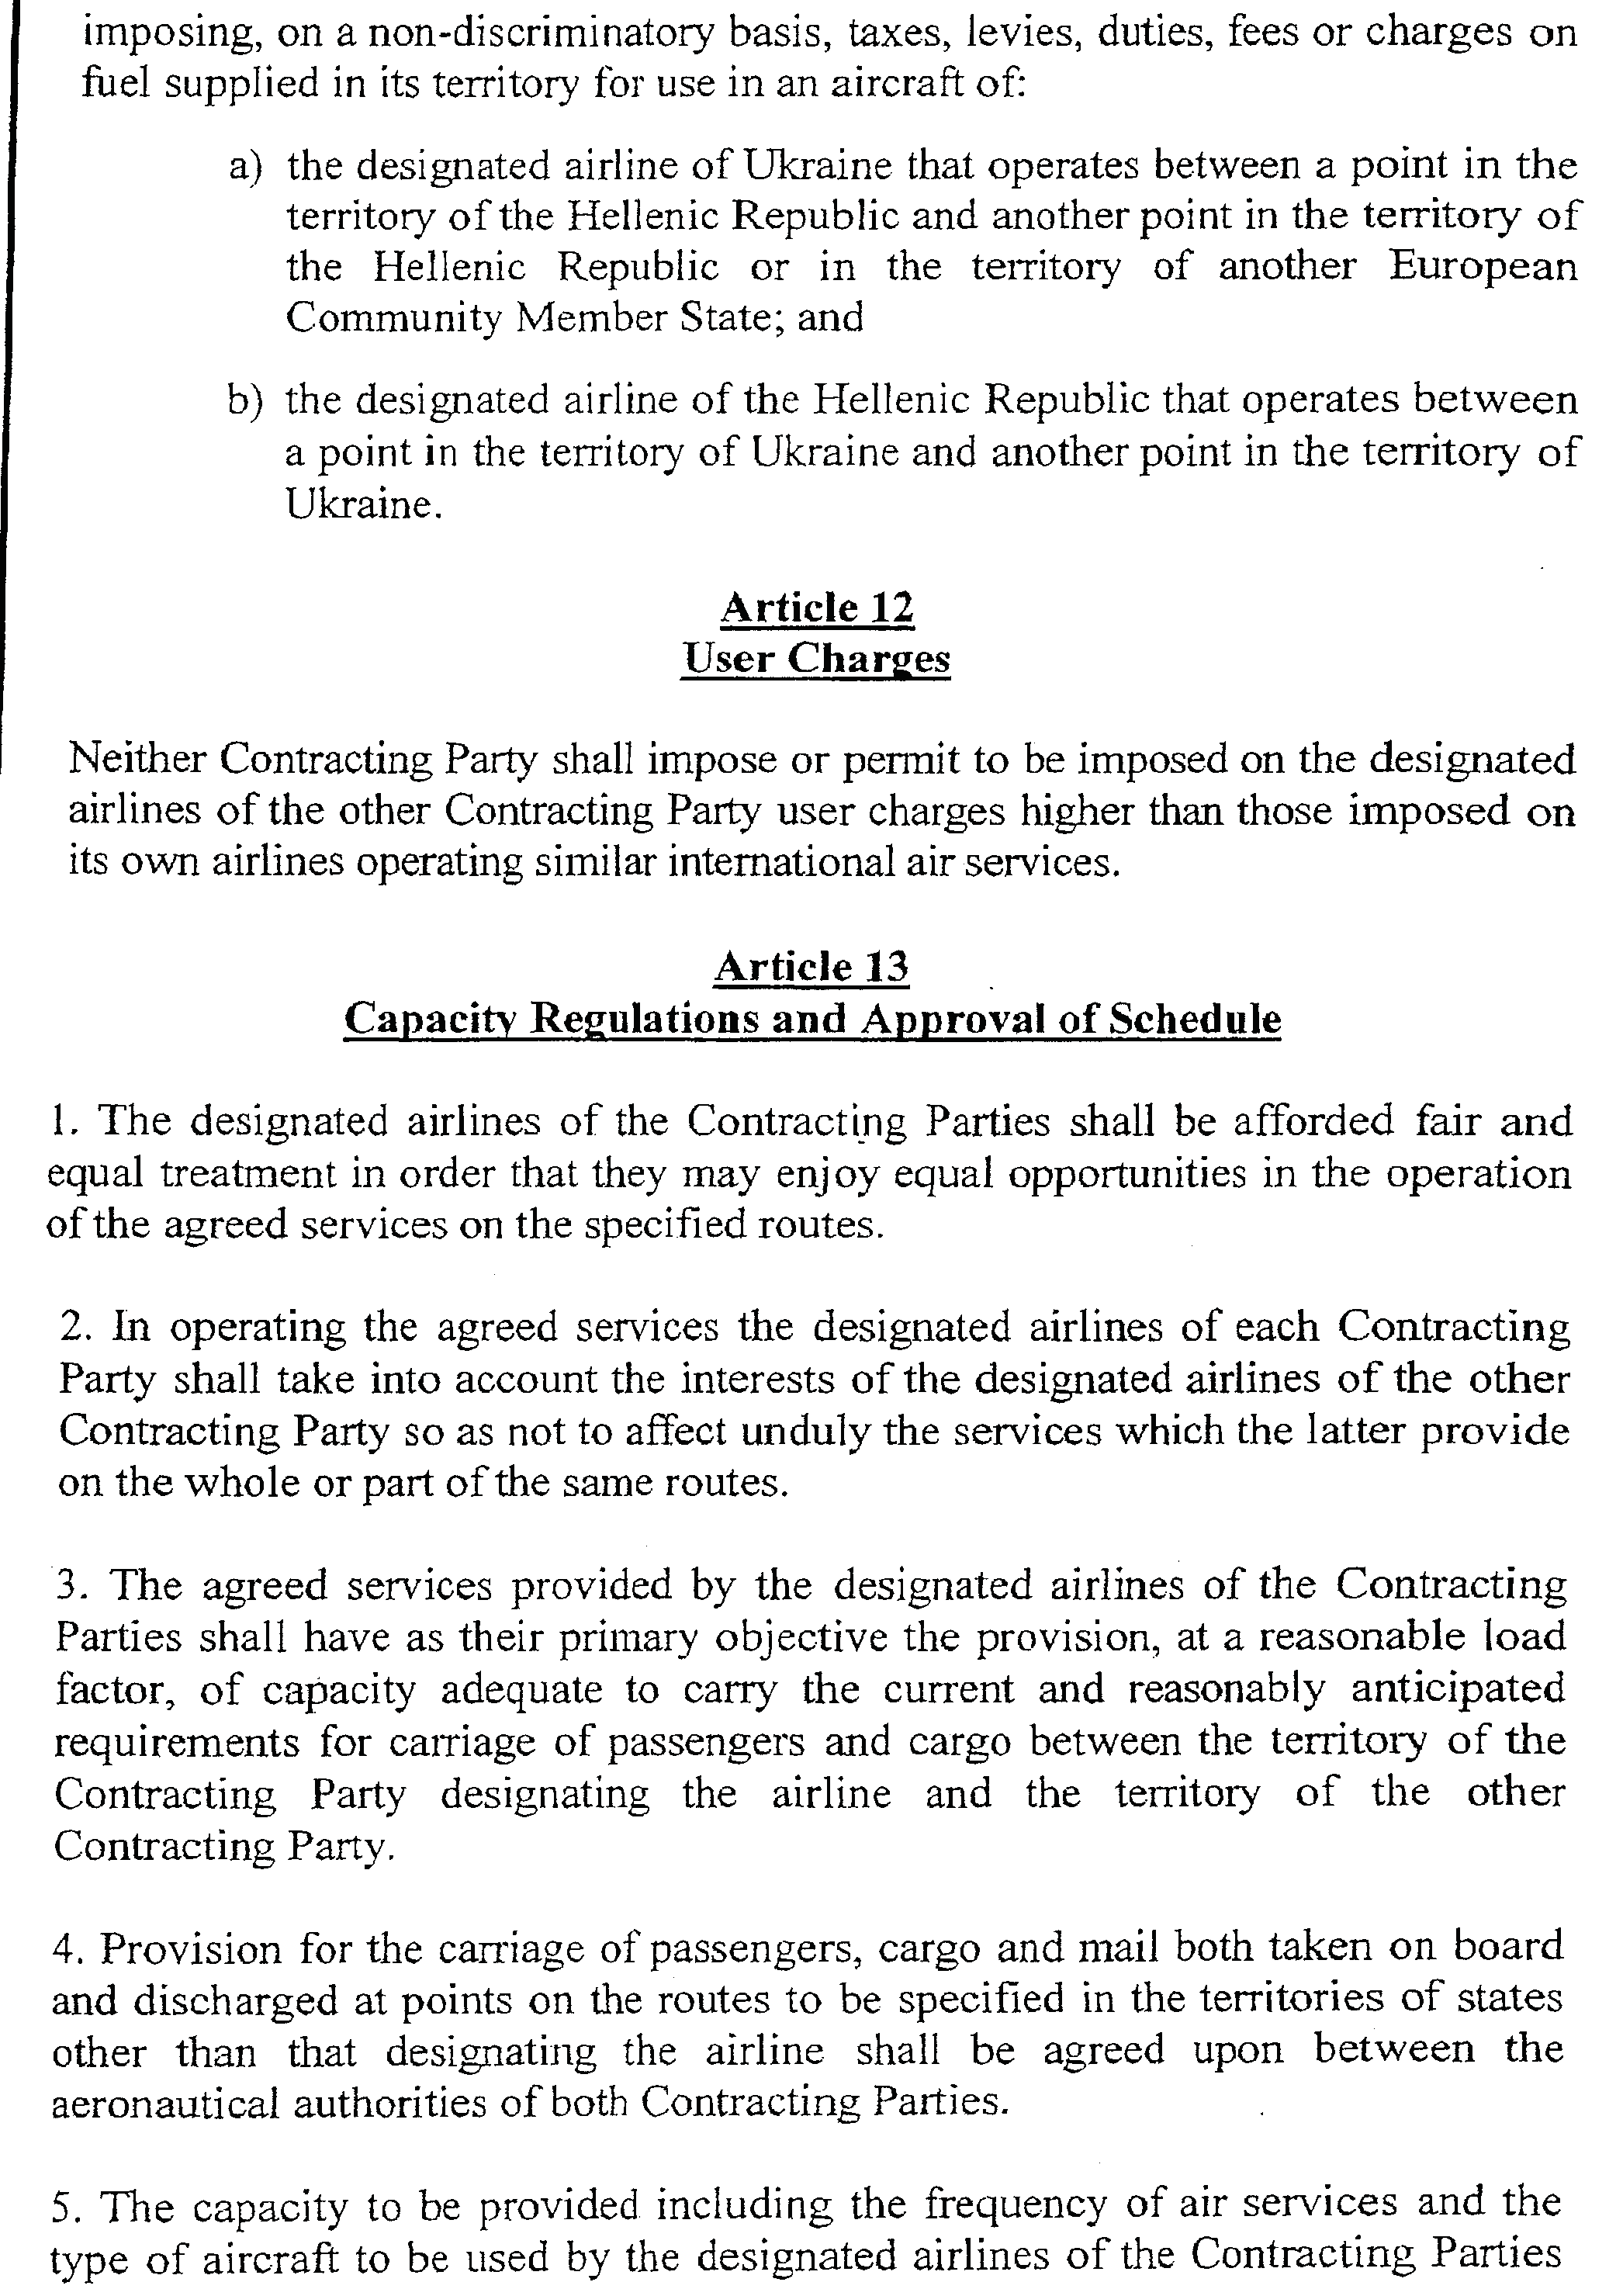 imposing, on a non-discriminatory basis, taxes, levies, duties, fees or charges on
fuel supplied in its territory for use in an aircraft of:
a) the designated airline of Ukraine that operates between a point in the
territory of the Hellenic Republic and another point in the territory of
the Hellenic Republic or in the territory of another European
Community Member State; and
b) the designated airline of the Hellenic Republic that operates between
a point in the territory of Ukraine and another point in the territory of
Ukraine.
Article 12
User Charges
Neither Contracting Party shall impose or permit to be imposed on the designated
airlines of the other Contracting Party user charges higher than those imposed on
its own airlines operating similar international air services.
Article 13
Capacity Regulations and Approval of Schedule
1. The designated airlines of the Contracting Parties shall be afforded fair and
equal treatment in order that they may enjoy equal opportunities in the operation
of the agreed services on the specified routes.
2. In operating the agreed services the designated airlines of each Contracting
Party shall take into account the interests of the designated airlines of the other
Contracting Party so as not to affect unduly the services which the latter provide
on the whole or part of the same routes.
3. The agreed services provided by the designated airlines of the Contracting
Parties shall have as their primary objective the provision, at a reasonable load
factor, of capacity adequate to carry the current and reasonably anticipated
requirements for carriage of passengers and cargo between the territory of the
Contracting Party designating the airline and the territory of the other
Contracting Party.
4. Provision for the carriage of passengers, cargo and mail both taken on board
and discharged at points on the routes to be specified in the territories of states
other than that designating the airline shall be agreed upon between the
aeronautical authorities of both Contracting Parties.
5. The capacity to be provided including the frequency of air services and the
type of aircraft to be used by the designated airlines of the Contracting Parties